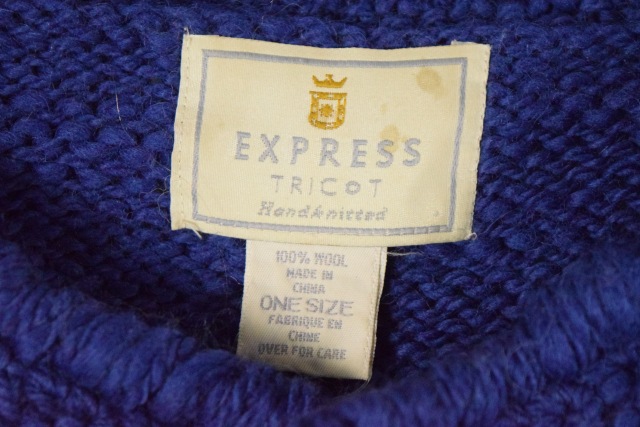 EXPRESS
TRICOT
Handknitted
100% WOOL
MADE IN
CHINA
ONE SIZE
FABRIQUE EN
CHINE
OVER FOR CARE